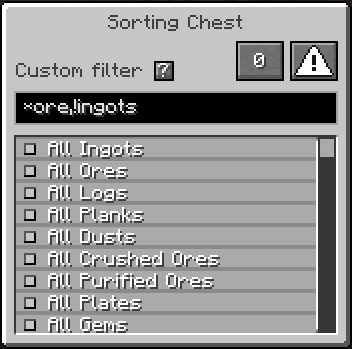 Sorting Chest
Custom filter ?
0
*ore,!ingots
All Ingots
All Ores
All Logs
All Planks
All Dusts
All Crushed Ores
All Purified Ores
All Plates
All Gems